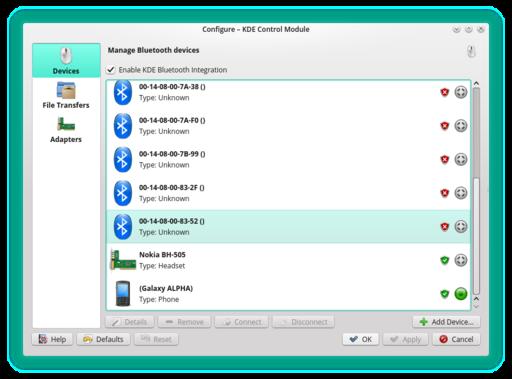 Configure – KDE Control Module
Devices
File Transfers
Adapters
Manage Bluetooth devices
Enable KDE Bluetooth Integration
00-14-08-00-7A-38 ()
Type: Unknown
00-14-08-00-7A-F0 ()
Type: Unknown
00-14-08-00-7B-99 ()
Type: Unknown
00-14-08-00-83-2F ()
Type: Unknown
00-14-08-00-83-52 ()
Type: Unknown
Nokia BH-505
Type: Headset
(Galaxy ALPHA)
Type: Phone
Details Remove Connect Disconnect Add Device...
Help Defaults Reset OK Apply Cancel